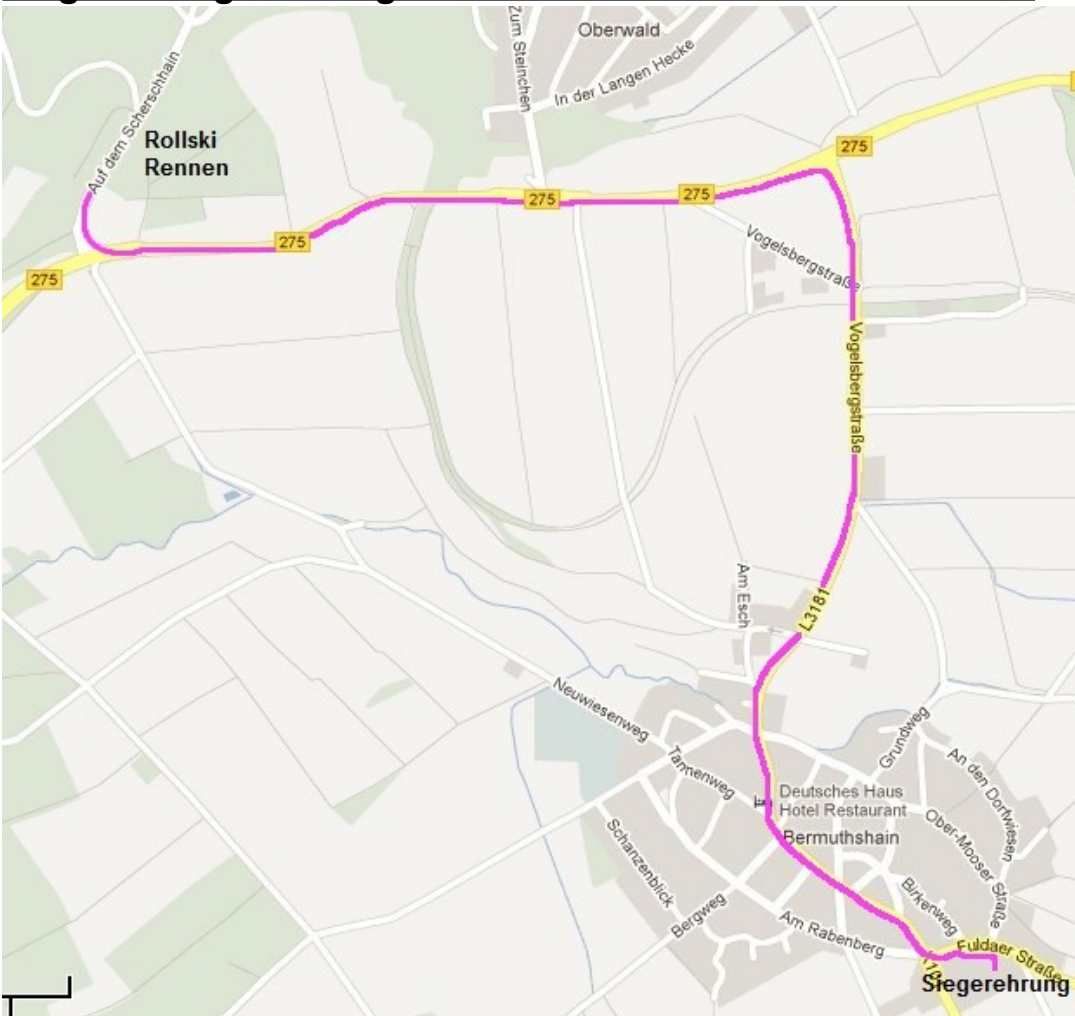 Zum Steinchen
Oberwald
In der Langen Hecke
Auf dem Scherschhain
Rollski
Rennen
275
275
275
275
275
Vogelsbergstraße
Vogelsbergstraße
Am Esch
L3181
Neuwiesenweg
Tannenweg
Grundweg
An den Dorfwiesen
Deutsches Haus
Hotel Restaurant
Bermuthshain
Ober-Mooser Straße
Schanzenblick
Bergweg
Birkenweg
Am Rabenberg
Fuldaer Straße
Siegerehrung